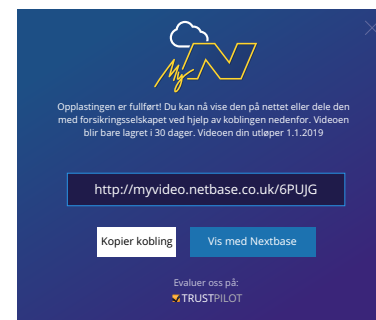 My N
Opplastingen er fullført! Du kan nå vise den på nettet eller dele den
med forsikringsselskapet ved hjelp av koblingen nedenfor. Videoen
blir bare lagret i 30 dager. Videoen din utløper 1.1.2019
http://myvideo.netbase.co.uk/6PUJG
Kopier kobling
Vis med Nextbase
Evaluer oss på:
TRUSTPILOT